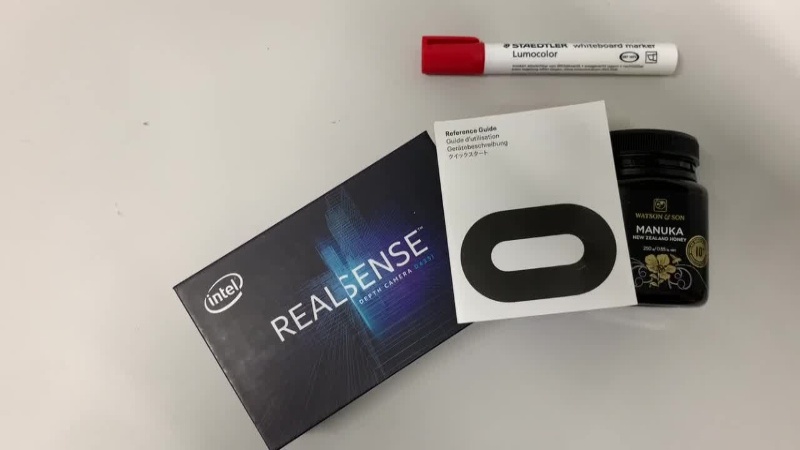 STAEDTLER whiteboard marker
Lumocolor
Reference Guide
Guide d'utilisation
Gerätebeschreibung
クイックスタート
WATSON & SON
MANUKA
NEW ZEALAND HONEY
intel
REALSENSE™
DEPTH CAMERA